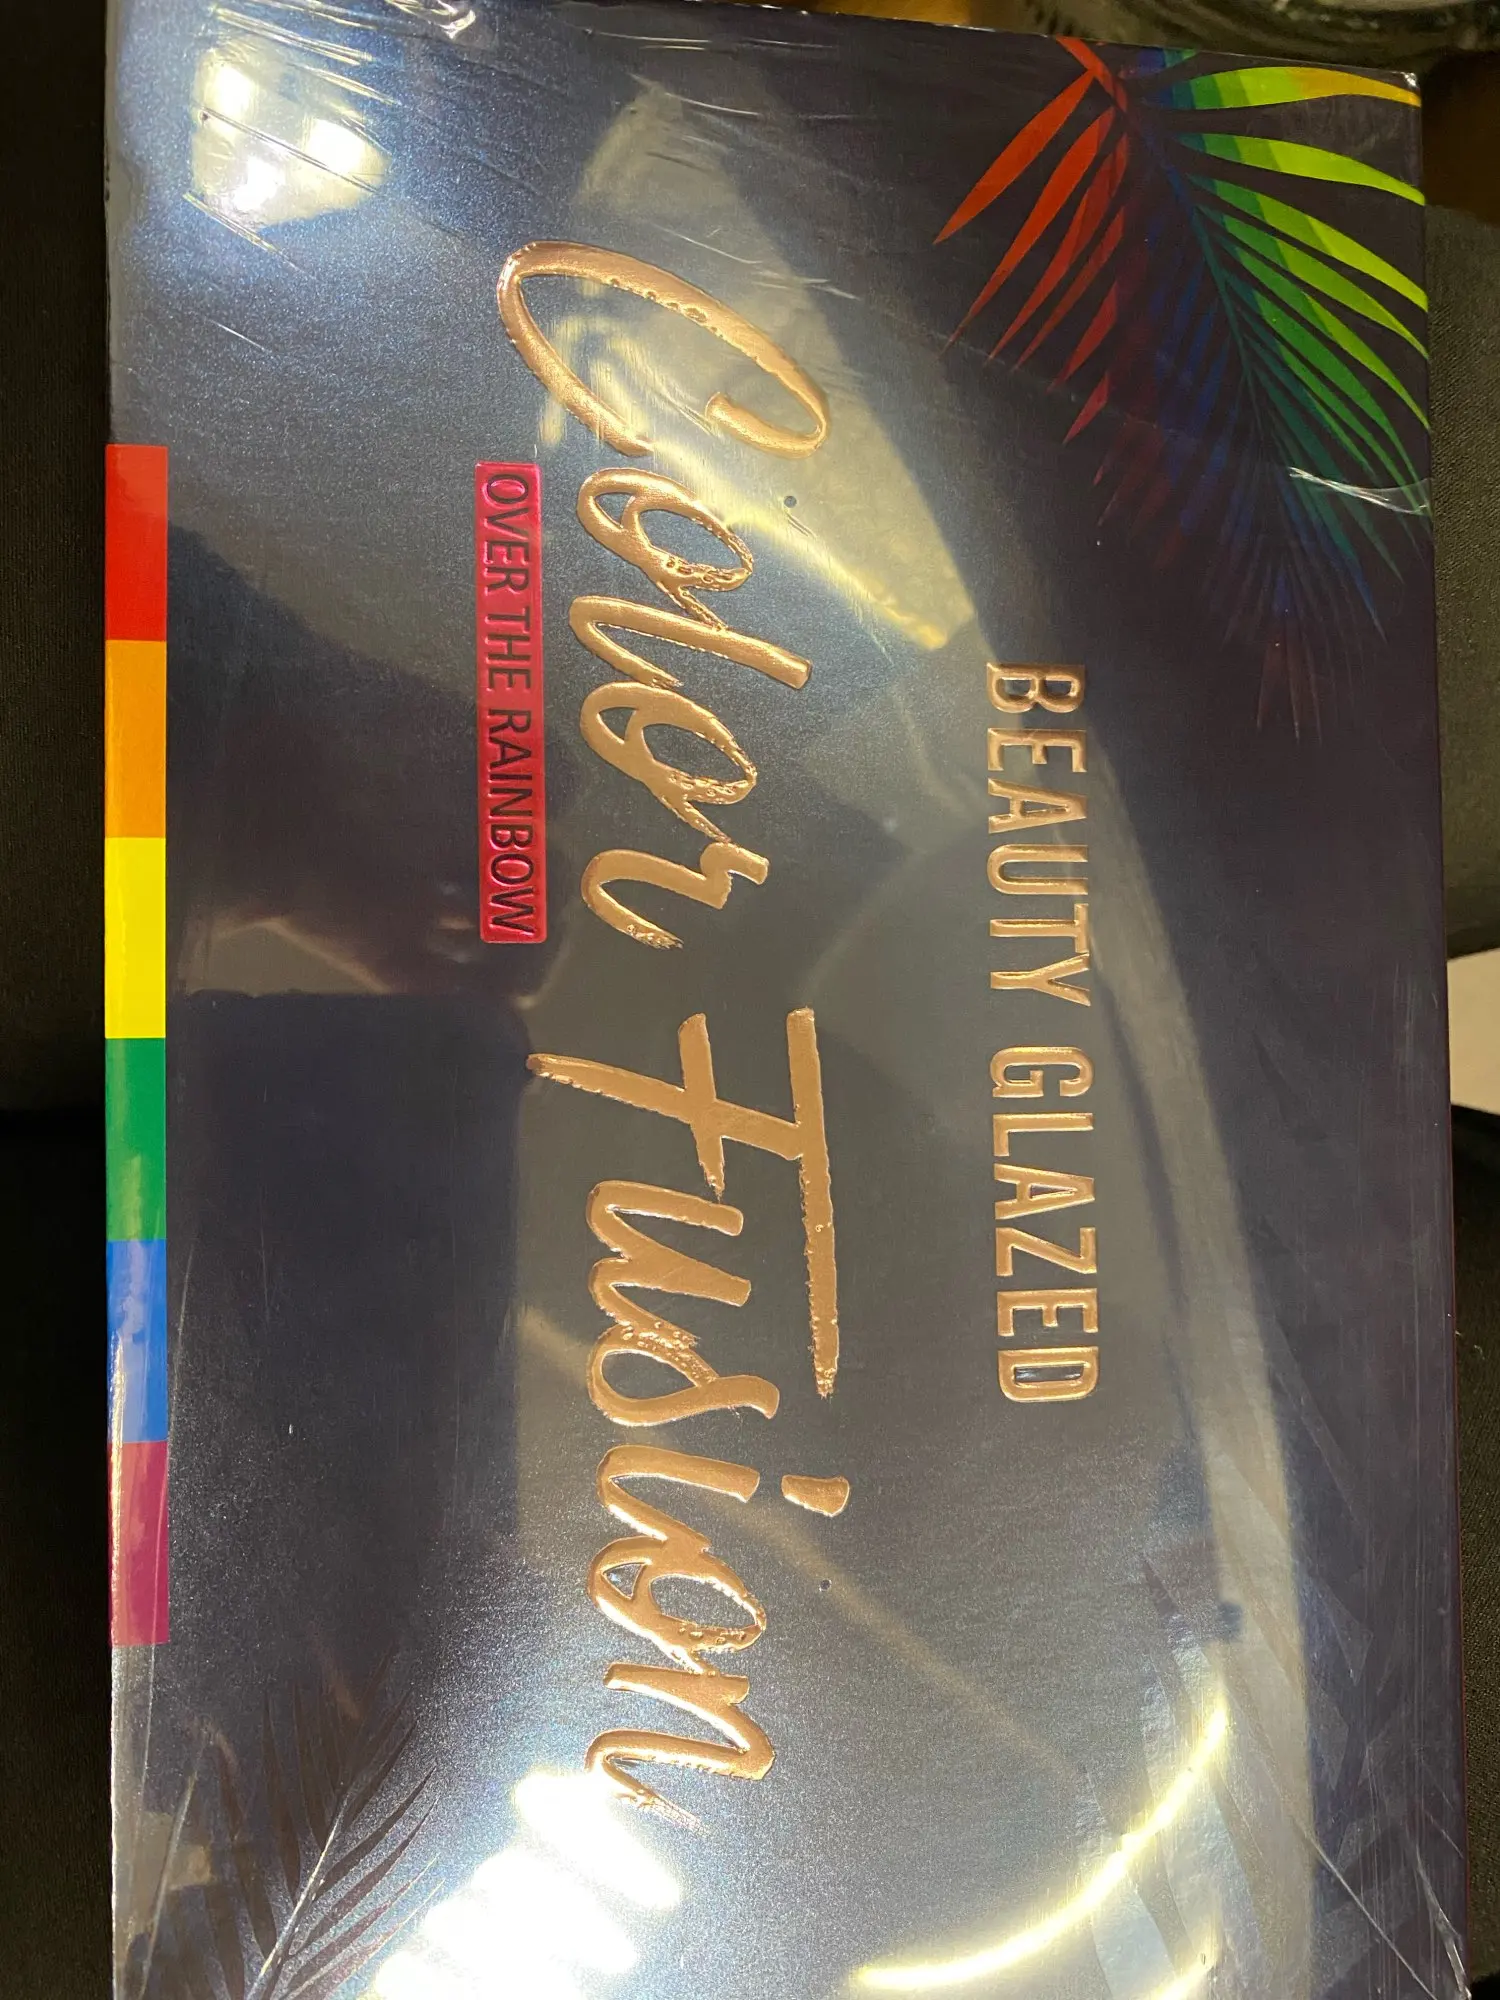 BEAUTY GLAZED
Color Fusion
OVER THE RAINBOW